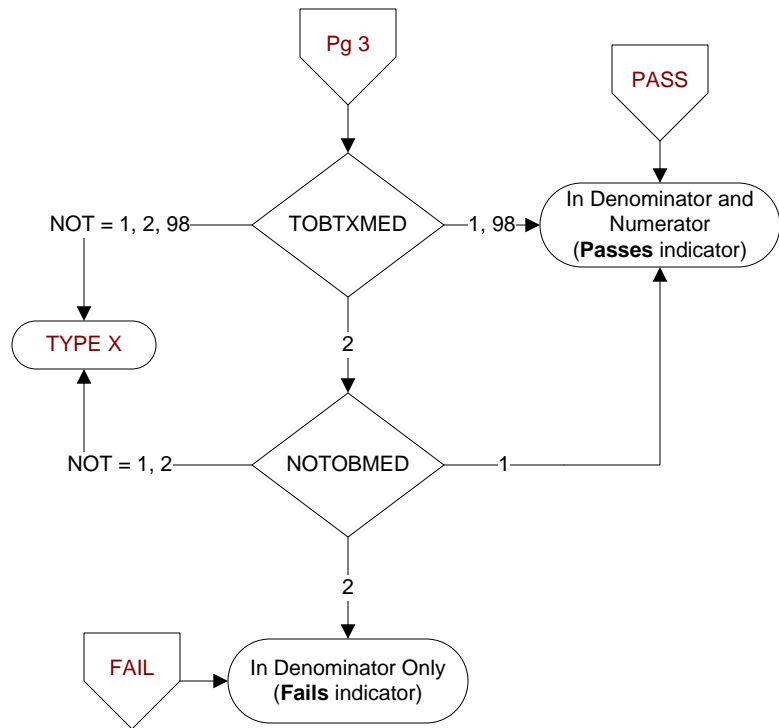 Pg 3
PASS
In Denominator and
Numerator
(Passes indicator)
NOT = 1, 2, 98
TOBTXMED
1, 98
TYPE X
2
NOT = 1, 2
NOTOBMED
1
2
FAIL
In Denominator Only
(Fails indicator)